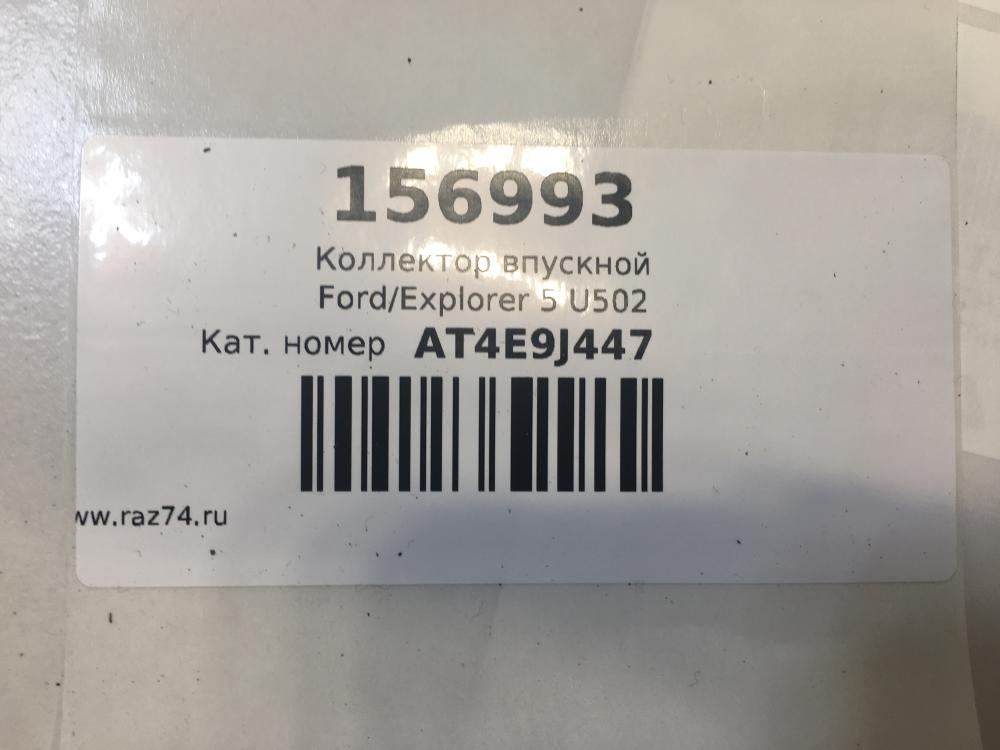 156993
Коллектор впускной
Ford/Explorer 5 U502
Кат. номер AT4E9J447
ww.raz74.ru